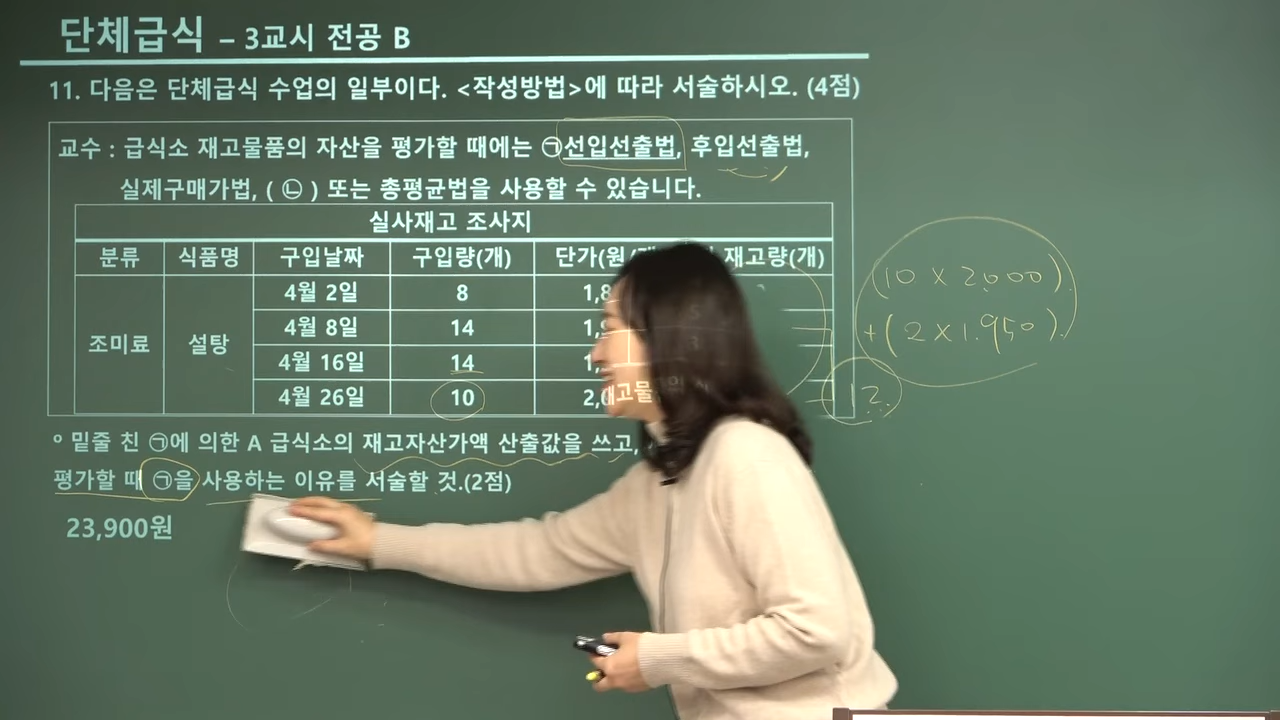 단체급식 – 3교시 전공 B
11. 다음은 단체급식 수업의 일부이다. <작성방법>에 따라 서술하시오. (4점)
교수 : 급식소 재고물품의 자산을 평가할 때에는 ㉠선입선출법, 후입선출법,
실제구매가법, ( ㉡ ) 또는 총평균법을 사용할 수 있습니다.
실사재고 조사지
분류 식품명 구입날짜 구입량(개) 단가(원 재고량(개)
조미료 설탕
4월 2일 8 1,8
4월 8일 14
4월 16일 14
4월 26일 10 2,0
(10 × 2,000)
+(2×1,950)
12
º 밑줄 친 ㉠에 의한 A 급식소의 재고자산가액 산출값을 쓰고,
평가할 때 ㉠을 사용하는 이유를 서술할 것.(2점)
23,900원